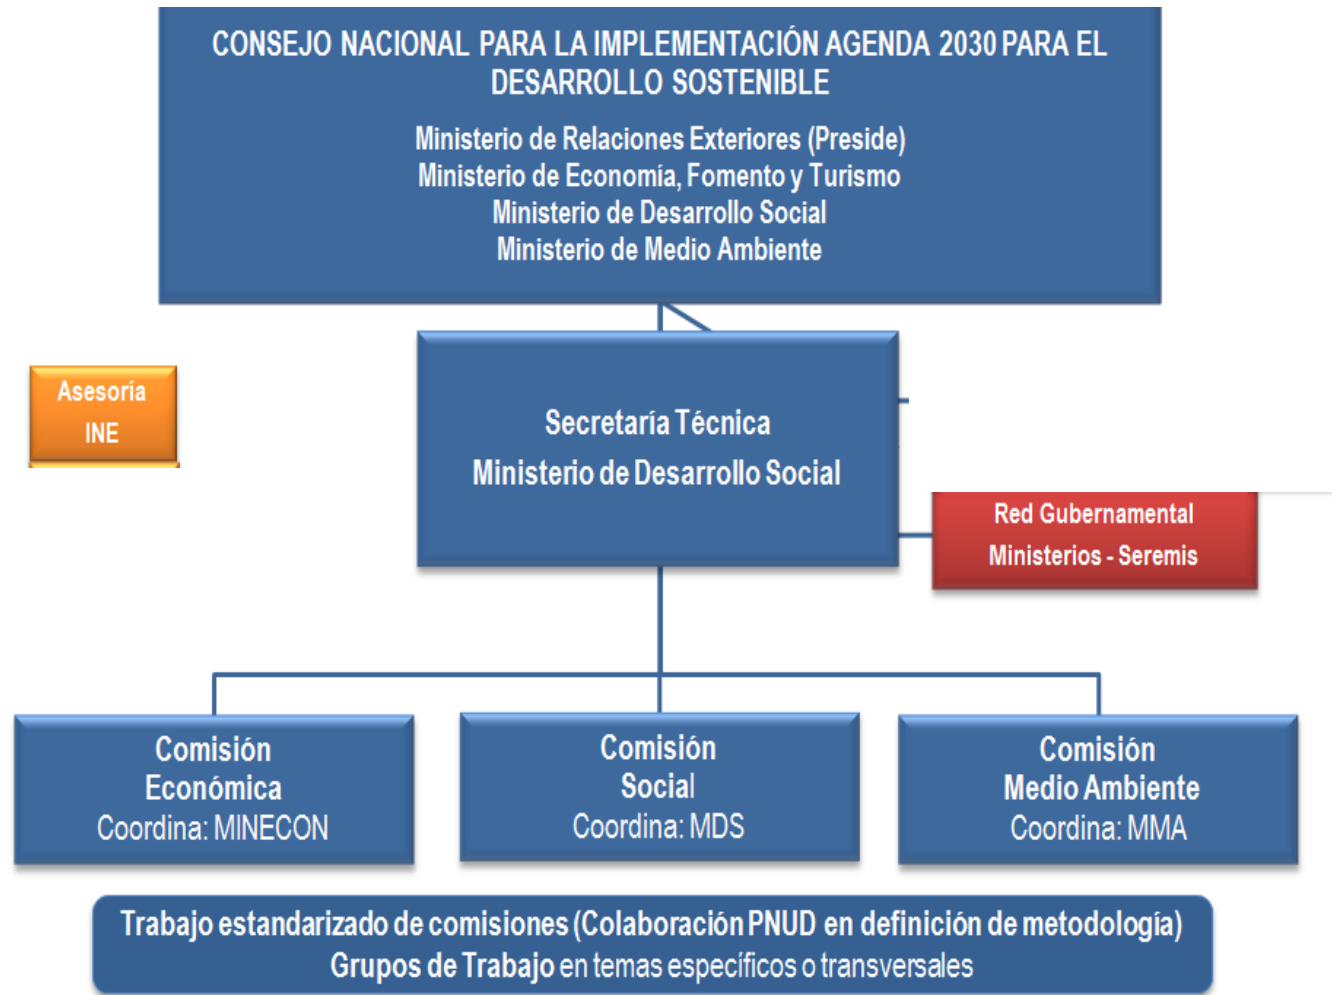 CONSEJO NACIONAL PARA LA IMPLEMENTACIÓN AGENDA 2030 PARA EL
DESARROLLO SOSTENIBLE
Ministerio de Relaciones Exteriores (Preside)
Ministerio de Economía, Fomento y Turismo
Ministerio de Desarrollo Social
Ministerio de Medio Ambiente
Asesoría
INE
Secretaría Técnica
Ministerio de Desarrollo Social
Red Gubernamental
Ministerios - Seremis
Comisión
Económica
Coordina: MINECON
Comisión
Social
Coordina: MDS
Comisión
Medio Ambiente
Coordina: MMA
Trabajo estandarizado de comisiones (Colaboración PNUD en definición de metodología)
Grupos de Trabajo en temas específicos o transversales